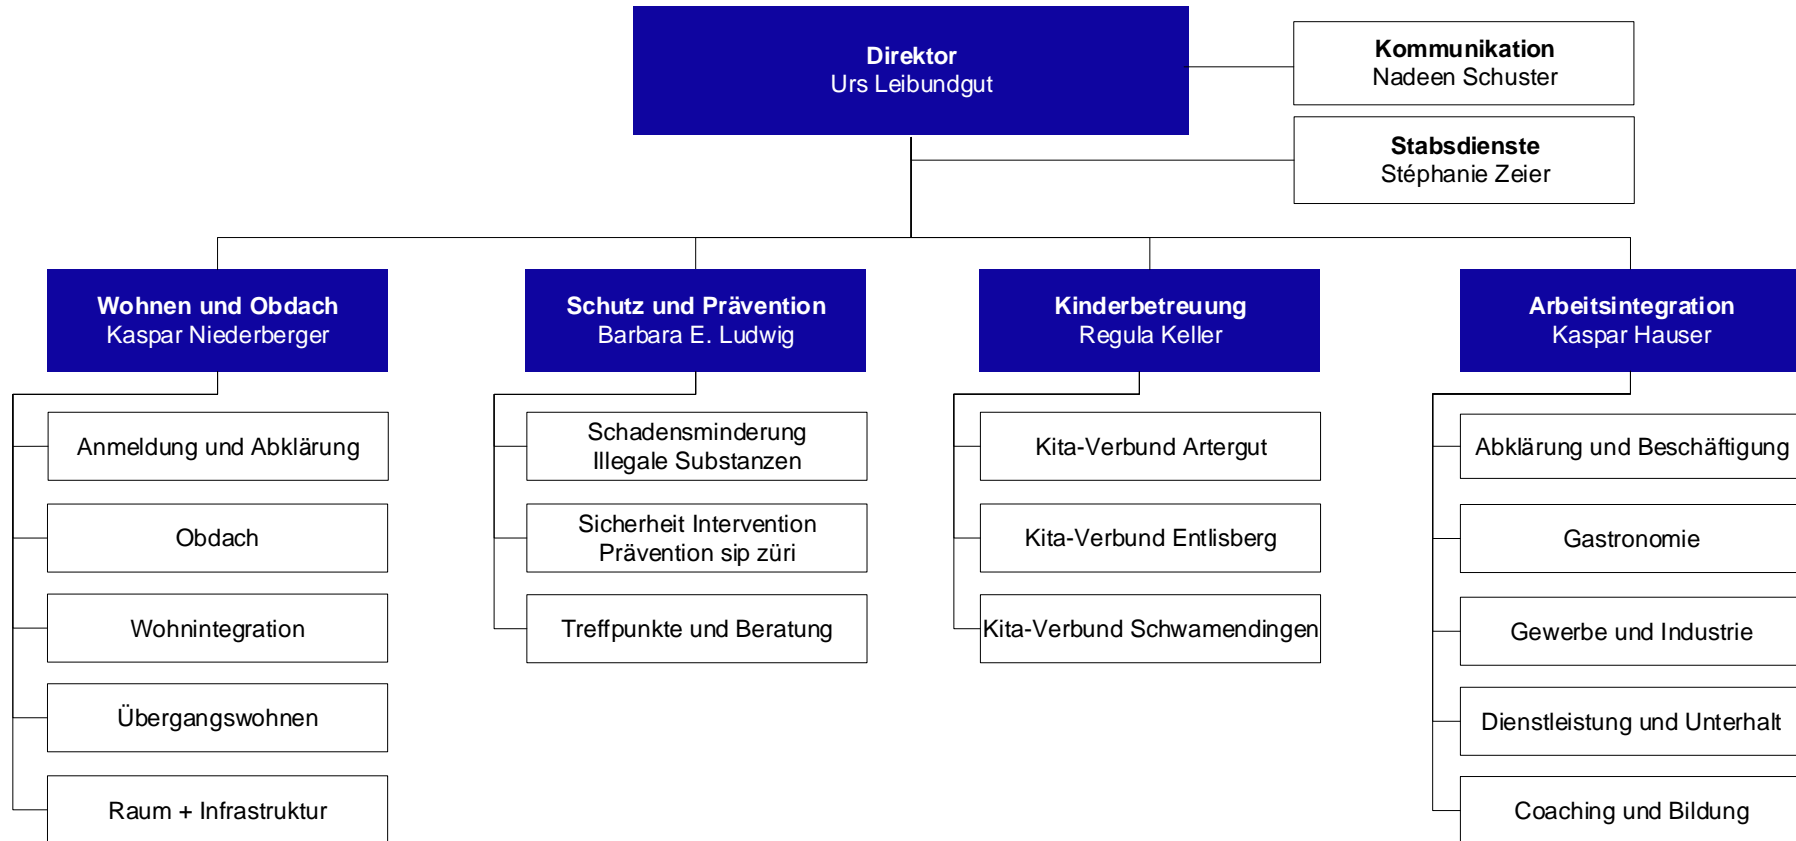 Direktor
Urs Leibundgut
Kommunikation
Nadeen Schuster
Stabsdienste
Stéphanie Zeier
Wohnen und Obdach
Kaspar Niederberger
Anmeldung und Abklärung
Obdach
Wohnintegration
Übergangswohnen
Raum + Infrastruktur
Schutz und Prävention
Barbara E. Ludwig
Schadensminderung
Illegale Substanzen
Sicherheit Intervention
Prävention sip züri
Treffpunkte und Beratung
Kinderbetreuung
Regula Keller
Kita-Verbund Artergut
Kita-Verbund Entlisberg
Kita-Verbund Schwamendingen
Arbeitsintegration
Kaspar Hauser
Abklärung und Beschäftigung
Gastronomie
Gewerbe und Industrie
Dienstleistung und Unterhalt
Coaching und Bildung